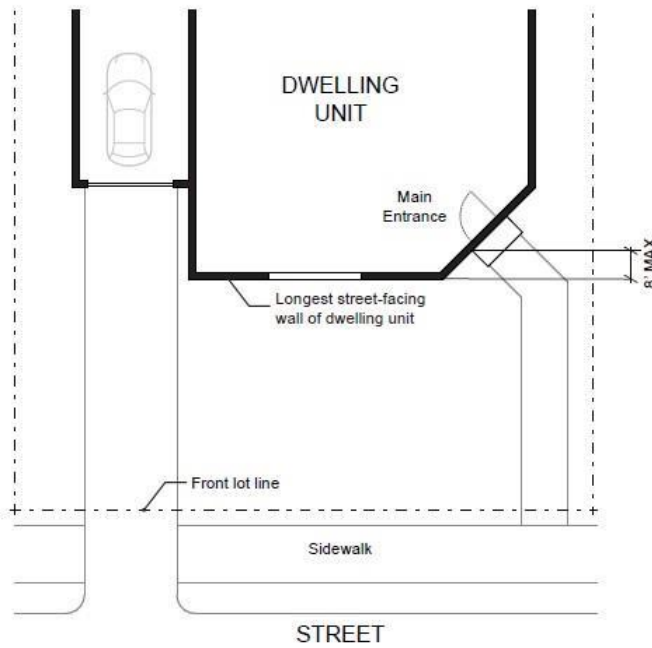 DWELLING
UNIT
Main
Entrance
8' MAX
Longest street-facing
wall of dwelling unit
Front lot line
Sidewalk
STREET